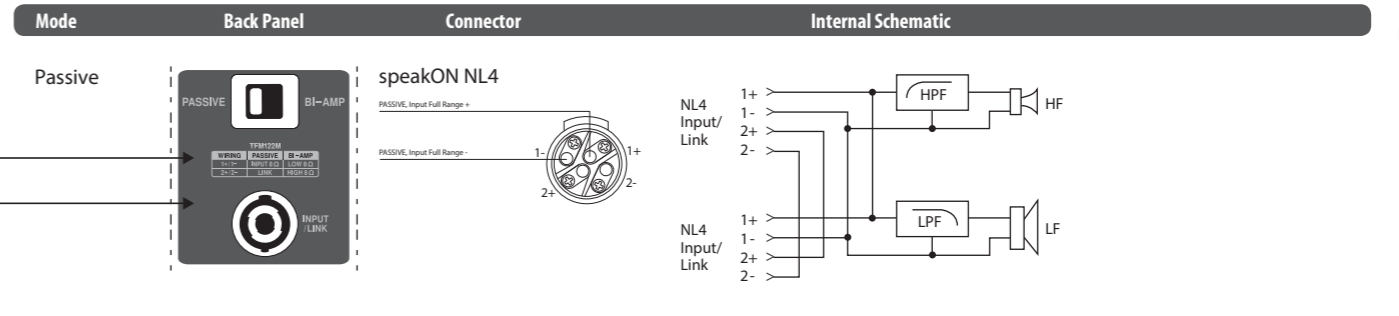 Mode Back Panel Connector Internal Schematic
Passive
PASSIVE BI-AMP
TFM122M
WIRING PASSIVE BI-AMP
1+/1- INPUT 8 Ω LOW 8 Ω
2+/2- LINK HIGH 8 Ω
INPUT
/LINK
speakON NL4
PASSIVE, Input Full Range +
PASSIVE, Input Full Range -
1-
1+
2+
2-
NL4
Input/
Link
1+
1-
2+
2-
HPF
HF
NL4
Input/
Link
1+
1-
2+
2-
LPF
LF